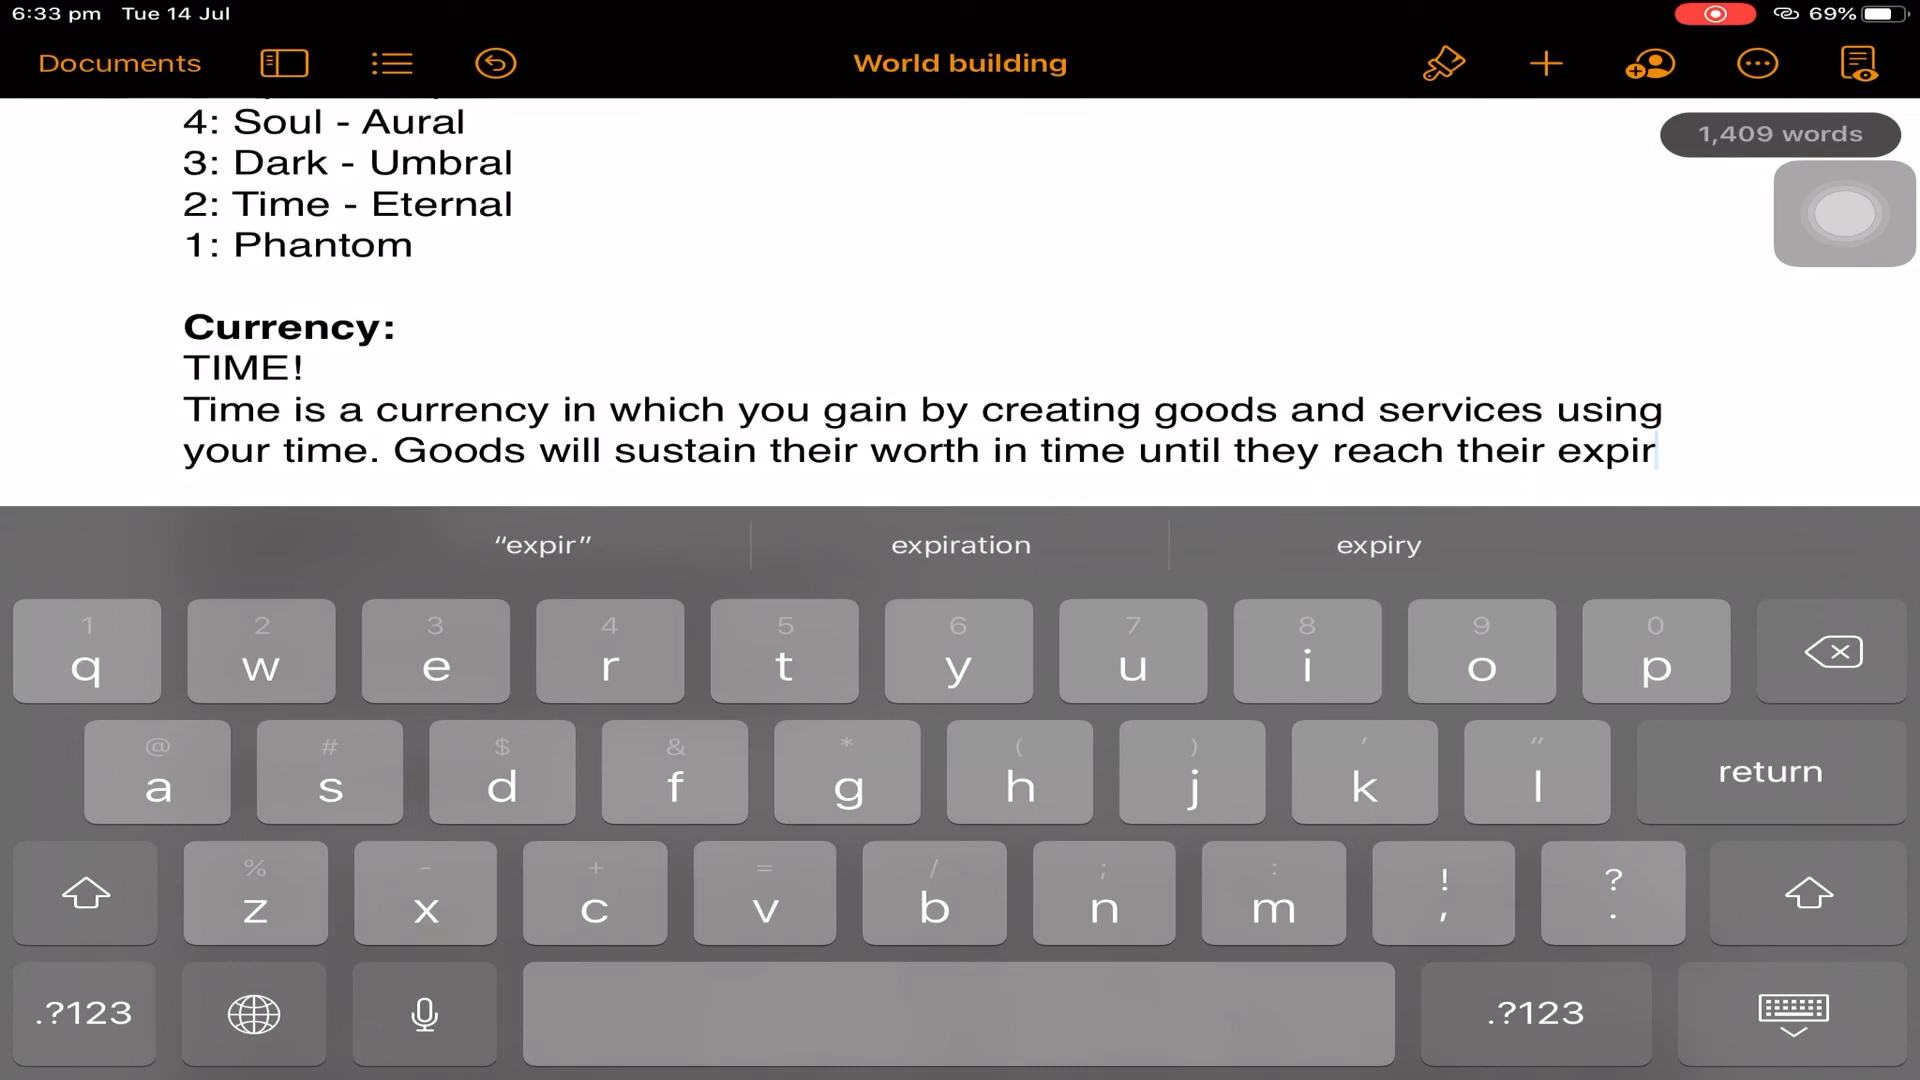 6:33 pm Tue 14 Jul 69%
Documents World building
4: Soul - Aural
1,409 words
3: Dark - Umbral
2: Time - Eternal
1: Phantom
Currency:
TIME!
Time is a currency in which you gain by creating goods and services using
your time. Goods will sustain their worth in time until they reach their expir
“expir” expiration expiry
1 2 3 4 5 6 7 8 9 0
q w e r t y u i o p
@ # $ & * ( ) ’ ”
a s d f g h j k l return
% - + = / ; : ! ?
z x c v b n m , .
.?123 .?123